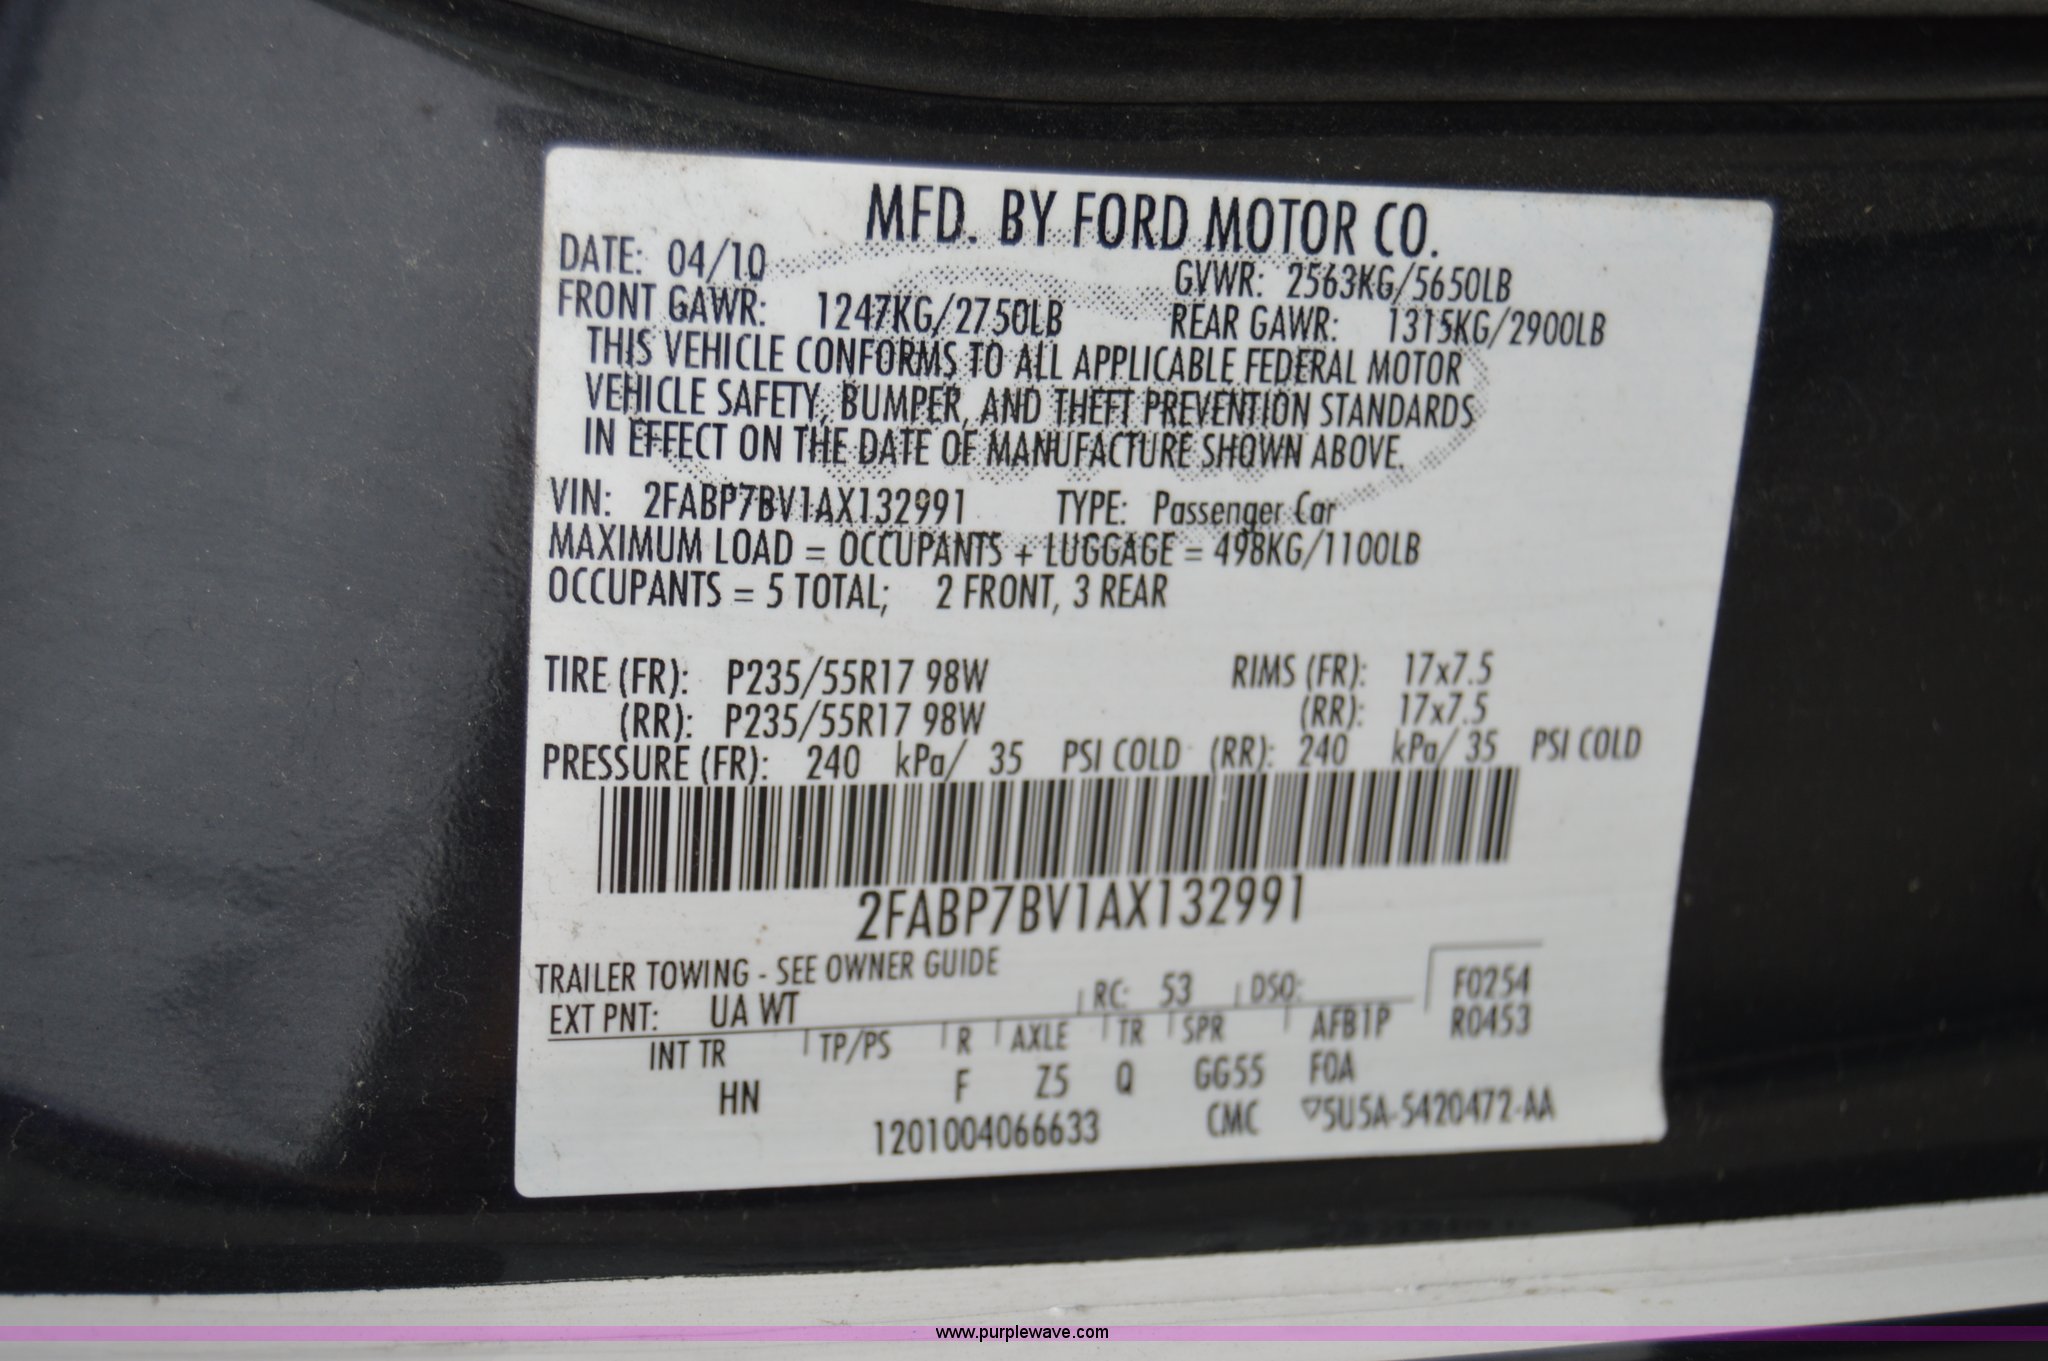 MFD. BY FORD MOTOR CO.
DATE: 04/10 GVWR: 2563KG/5650LB
FRONT GAWR: 1247KG/2750LB REAR GAWR: 1315KG/2900LB
THIS VEHICLE CONFORMS TO ALL APPLICABLE FEDERAL MOTOR
VEHICLE SAFETY, BUMPER, AND THEFT PREVENTION STANDARDS
IN EFFECT ON THE DATE OF MANUFACTURE SHOWN ABOVE.
VIN: 2FABP7BV1AX132991 TYPE: Passenger Car
MAXIMUM LOAD = OCCUPANTS + LUGGAGE = 498KG/1100LB
OCCUPANTS = 5 TOTAL; 2 FRONT, 3 REAR
TIRE (FR): P235/55R17 98W RIMS (FR): 17x7.5
(RR): P235/55R17 98W (RR): 17x7.5
PRESSURE (FR): 240 kPa/ 35 PSI COLD (RR): 240 kPa/ 35 PSI COLD
2FABP7BV1AX132991
TRAILER TOWING - SEE OWNER GUIDE
EXT PNT: UA WT RC: 53 DSO: F0254
INT TR TP/PS R AXLE TR SPR AFB1P R0453
HN F Z5 Q GG55 FOA
1201004066633 CMC ▽5U5A-5420472-AA
www.purplewave.com